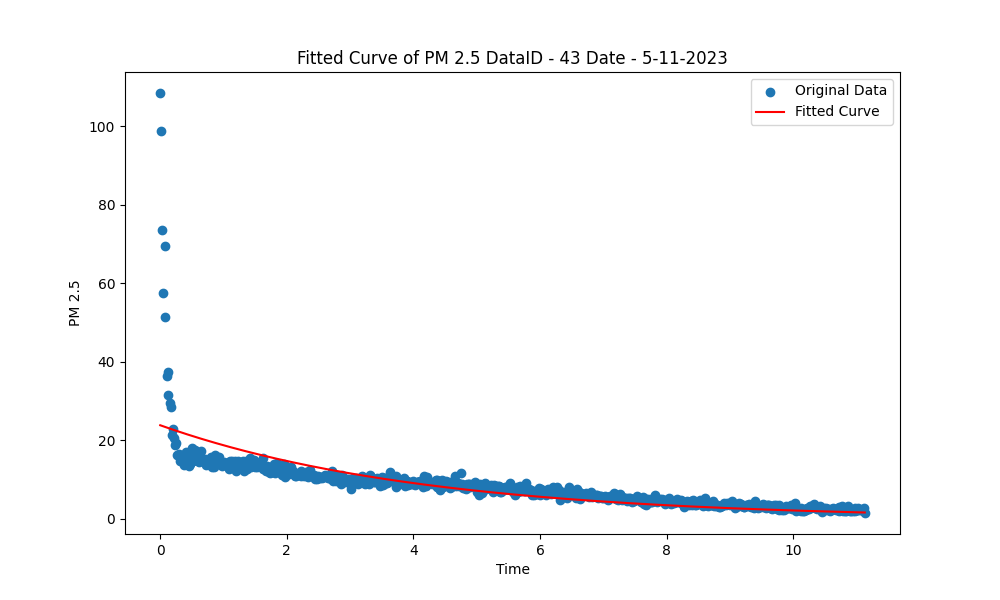 Fitted Curve of PM 2.5 DataID - 43 Date - 5-11-2023
Original Data
Fitted Curve
100
80
60
40
20
0
PM 2.5
0 2 4 6 8 10
Time